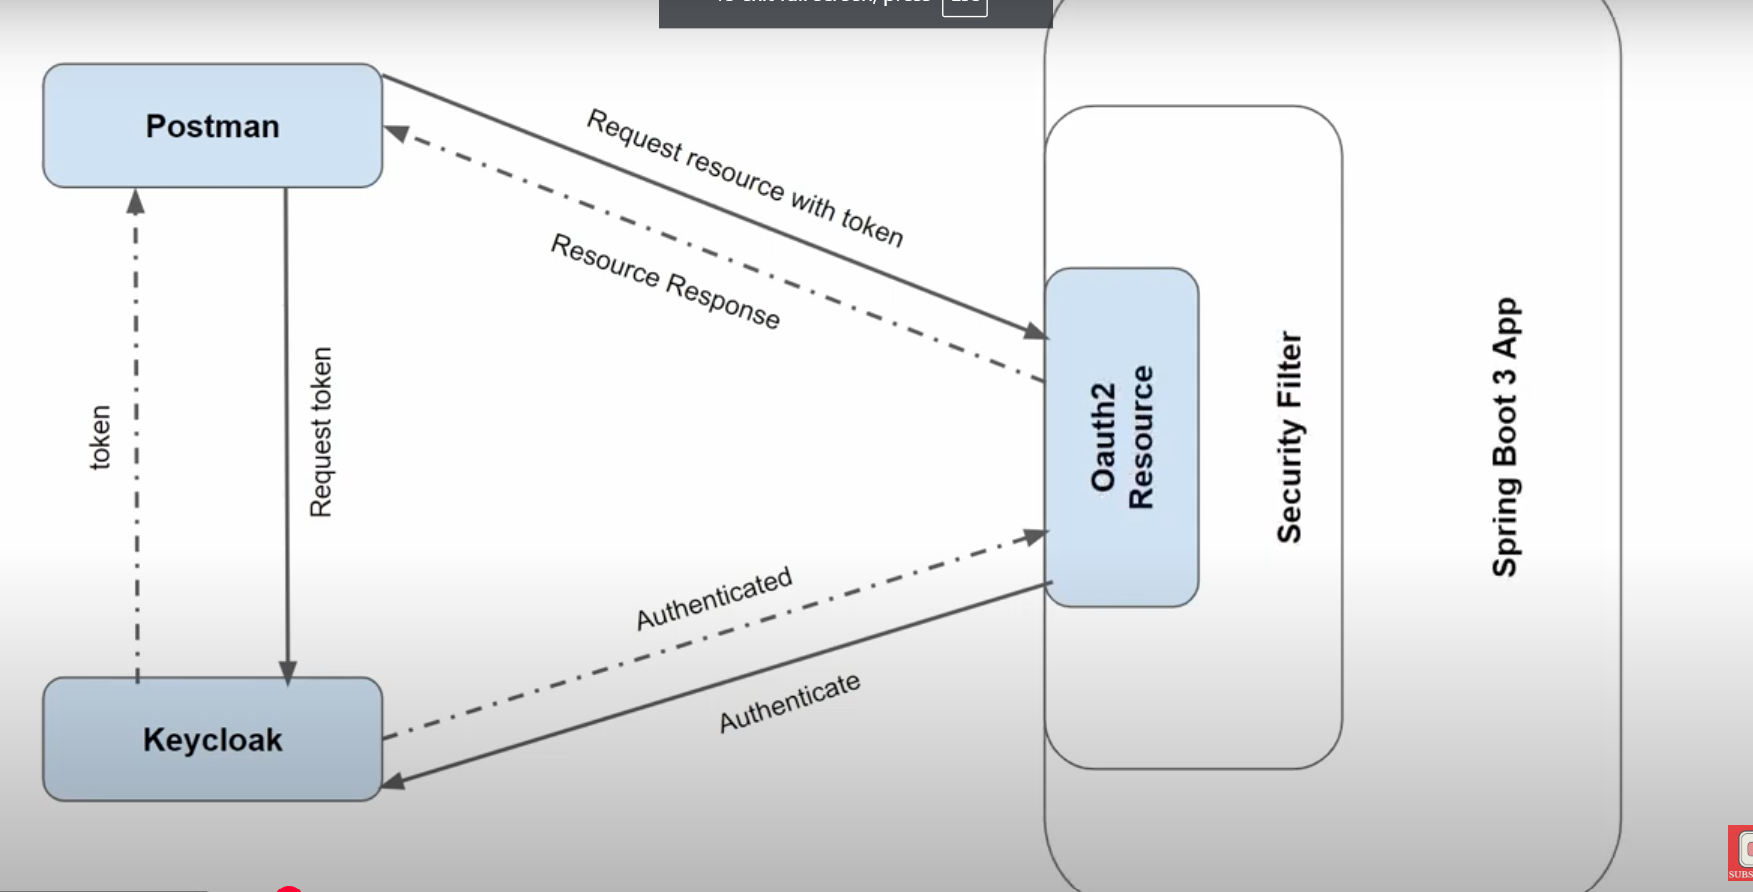 Postman
Request resource with token
Resource Response
token
Request token
Oauth2
Resource
Security Filter
Spring Boot 3 App
Authenticated
Authenticate
Keycloak